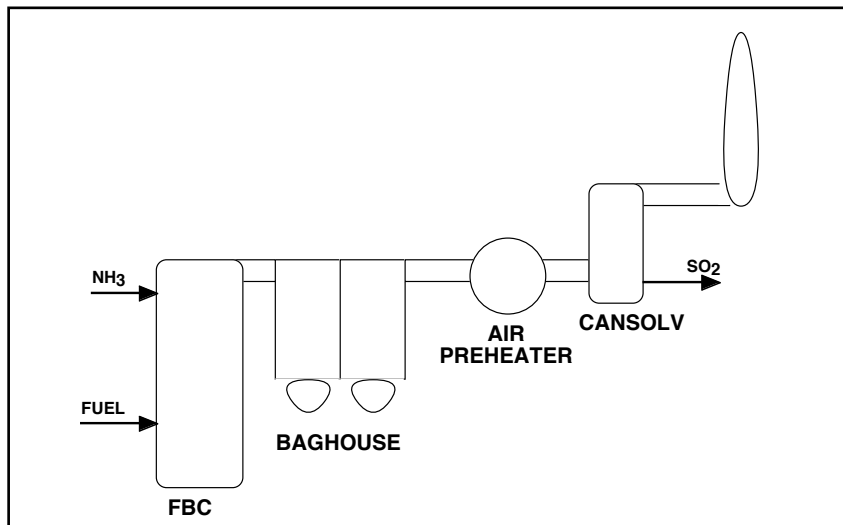 NH3
FUEL
FBC
BAGHOUSE
AIR
PREHEATER
CANSOLV
SO2